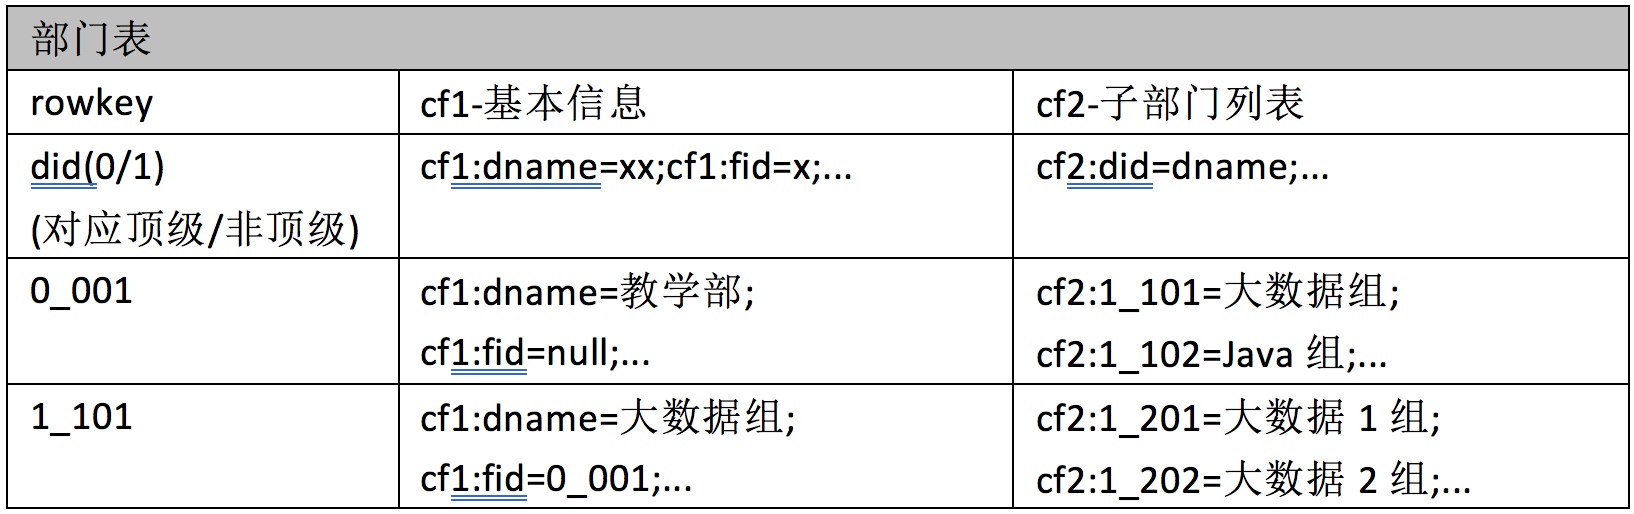 部门表
rowkey
cf1-基本信息
cf2-子部门列表
did(0/1)
(对应顶级/非顶级)
cf1:dname=xx;cf1:fid=x;...
cf2:did=dname;...
0_001
cf1:dname=教学部;
cf1:fid=null;...
cf2:1_101=大数据组;
cf2:1_102=Java 组;...
1_101
cf1:dname=大数据组;
cf1:fid=0_001;...
cf2:1_201=大数据 1 组;
cf2:1_202=大数据 2 组;...